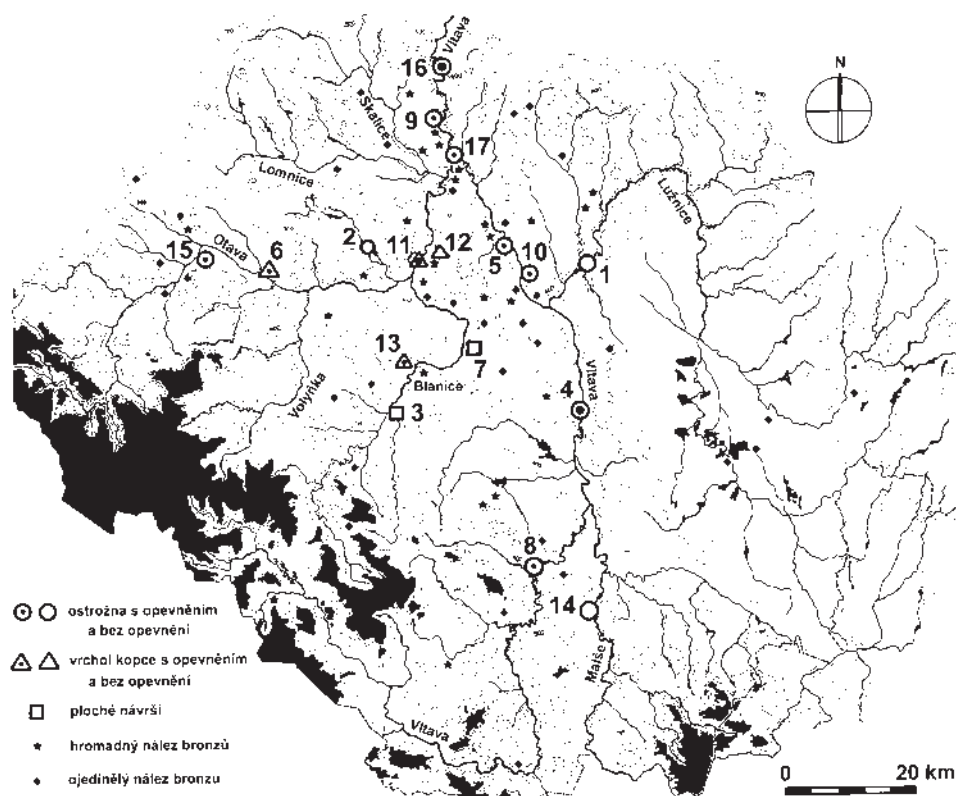 N
Vltava
16
Skalice
9
17
Lomnice
Lužnice
Otava
15
6
2
11
12
5
10
1
13
7
Blanice
Volyňka
3
Vltava
4
8
14
Malše
Vltava
ostrožna s opevněním
a bez opevnění
vrchol kopce s opevněním
a bez opevnění
ploché návrší
hromadný nález bronzů
ojedinělý nález bronzu
0 20 km